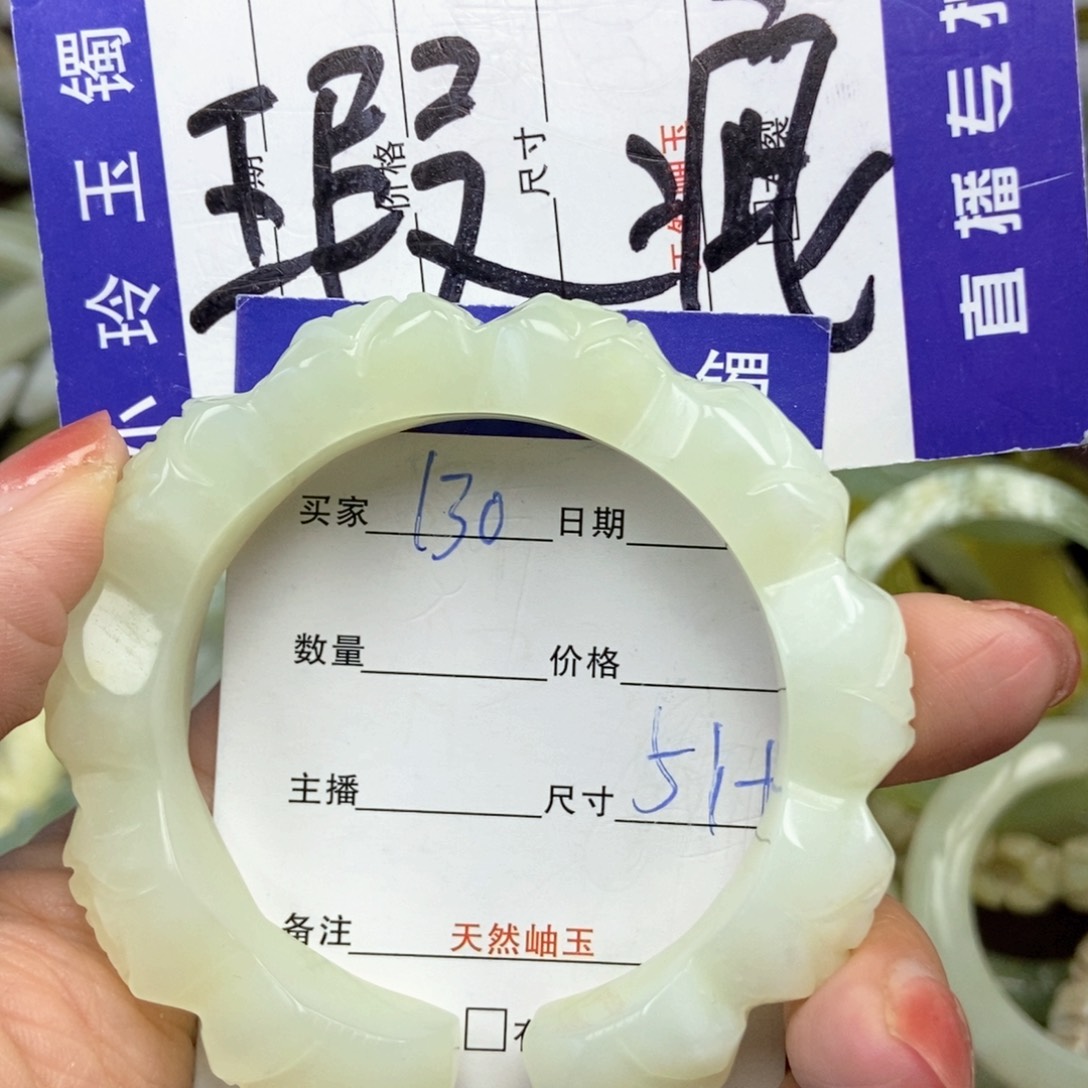 小玲玉镯
瑕疵
期
价格
尺寸
天然岫玉
裂
直播专拍
镯
买家 130 日期
数量 价格
主播 尺寸 51+
备注 天然岫玉
□